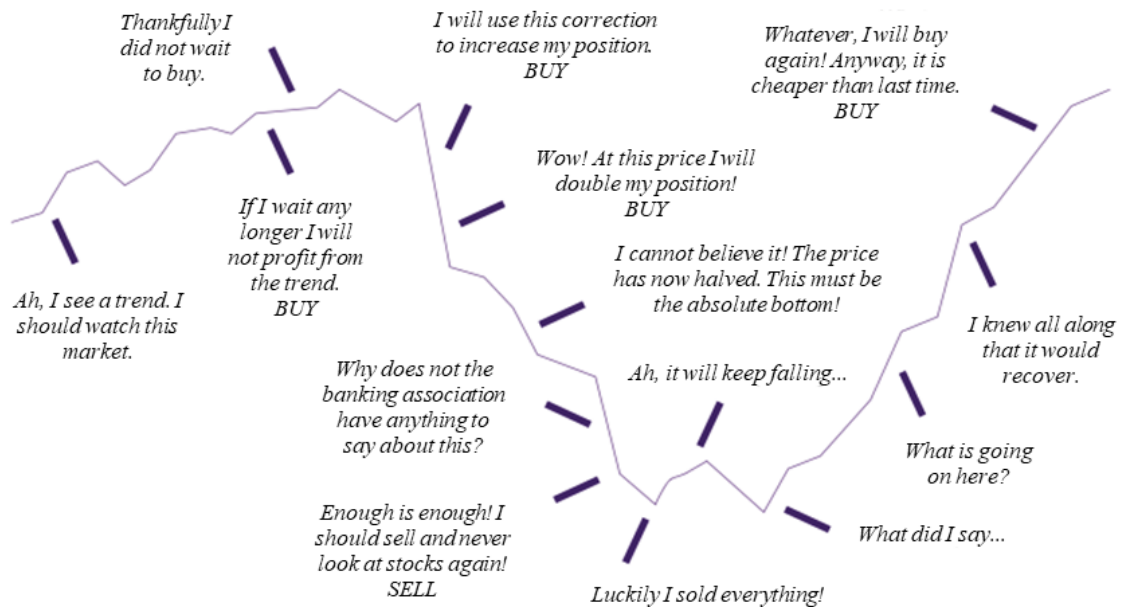 Thankfully I
did not wait
to buy.
I will use this correction
to increase my position.
BUY
Whatever, I will buy
again! Anyway, it is
cheaper than last time.
BUY
Wow! At this price I will
double my position!
BUY
If I wait any
longer I will
not profit from
the trend.
BUY
I cannot believe it! The price
has now halved. This must be
the absolute bottom!
Ah, I see a trend. I
should watch this
market.
I knew all along
that it would
recover.
Why does not the
banking association
have anything to
say about this?
Ah, it will keep falling...
What is going
on here?
Enough is enough! I
should sell and never
look at stocks again!
SELL
What did I say...
Luckily I sold everything!